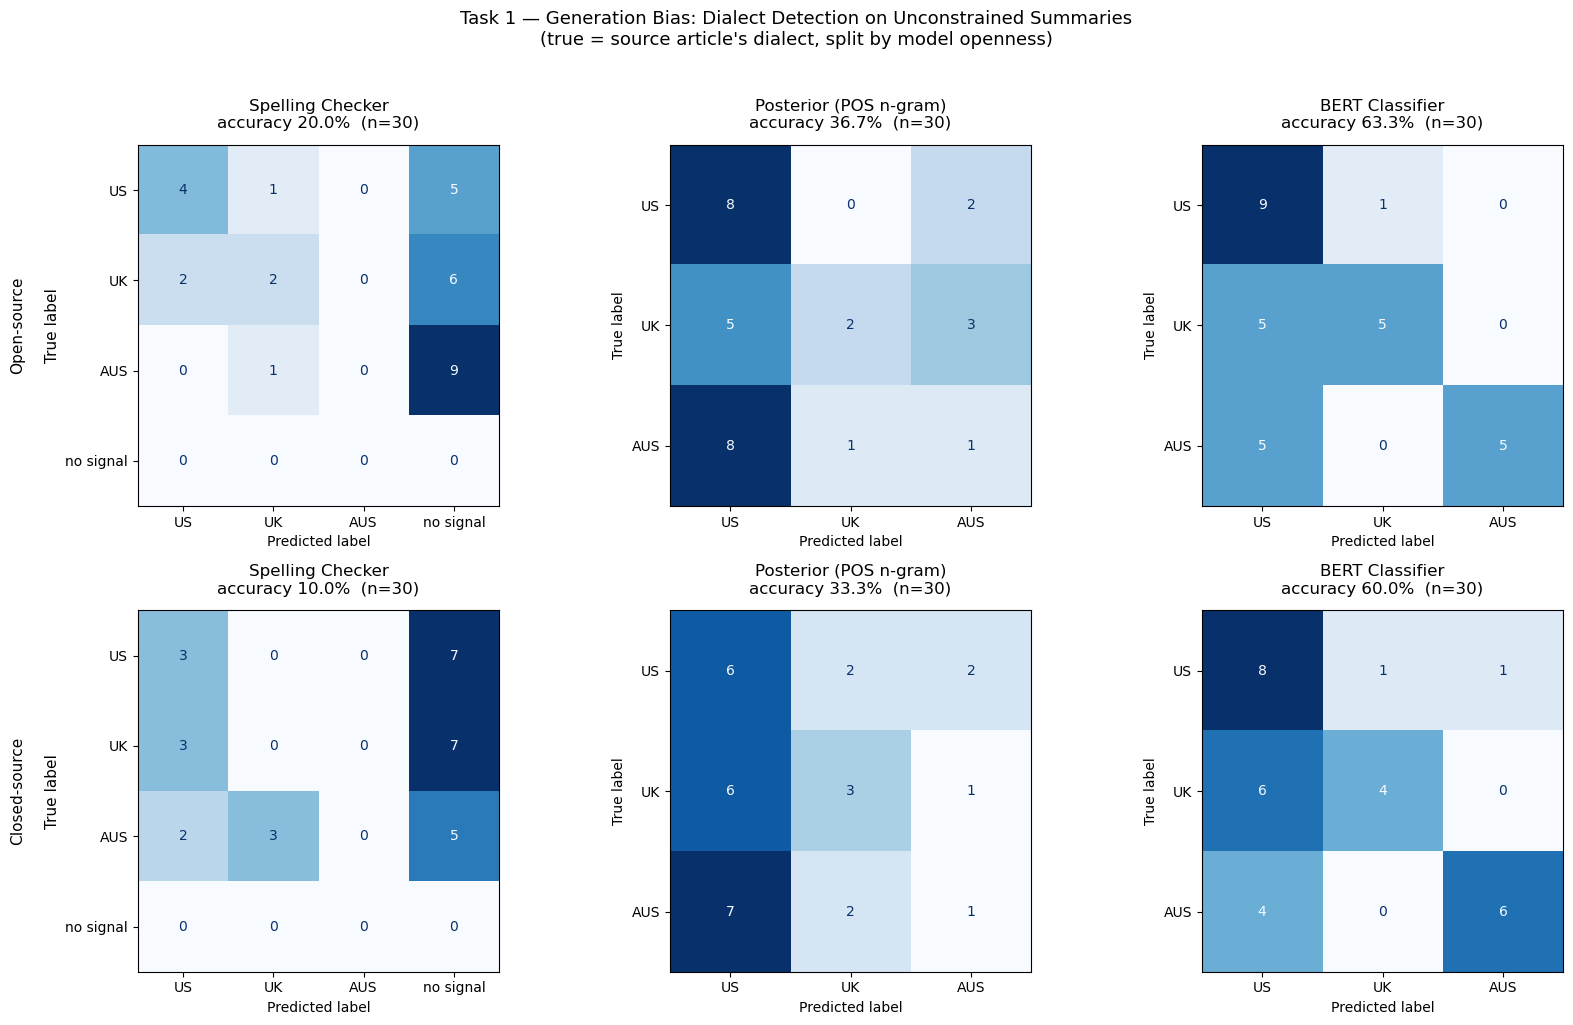 Task 1 — Generation Bias: Dialect Detection on Unconstrained Summaries
(true = source article's dialect, split by model openness)
Spelling Checker
accuracy 20.0%  (n=30)
Open-source
True label
US 4 1 0 5
UK 2 2 0 6
AUS 0 1 0 9
no signal 0 0 0 0
US UK AUS no signal
Predicted label
Posterior (POS n-gram)
accuracy 36.7%  (n=30)
True label
US 8 0 2
UK 5 2 3
AUS 8 1 1
US UK AUS
Predicted label
BERT Classifier
accuracy 63.3%  (n=30)
True label
US 9 1 0
UK 5 5 0
AUS 5 0 5
US UK AUS
Predicted label
Spelling Checker
accuracy 10.0%  (n=30)
Closed-source
True label
US 3 0 0 7
UK 3 0 0 7
AUS 2 3 0 5
no signal 0 0 0 0
US UK AUS no signal
Predicted label
Posterior (POS n-gram)
accuracy 33.3%  (n=30)
True label
US 6 2 2
UK 6 3 1
AUS 7 2 1
US UK AUS
Predicted label
BERT Classifier
accuracy 60.0%  (n=30)
True label
US 8 1 1
UK 6 4 0
AUS 4 0 6
US UK AUS
Predicted label